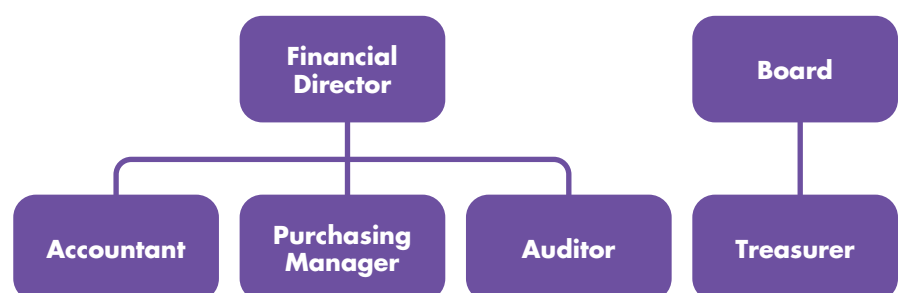 Financial
Director
Board
Accountant
Purchasing
Manager
Auditor
Treasurer